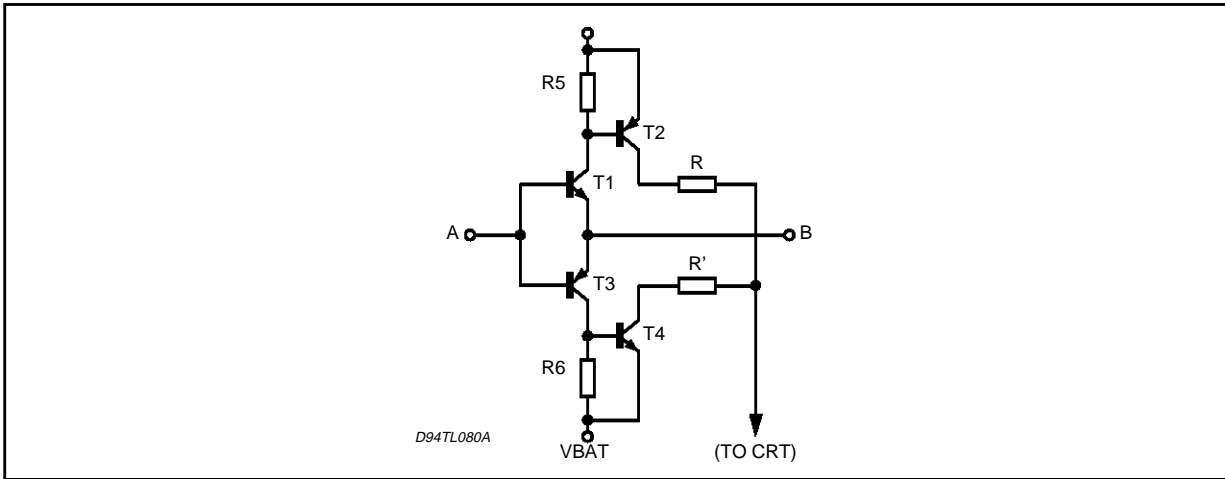 R5
T2
R
T1
A
B
R’
T3
T4
R6
D94TL080A
VBAT
(TO CRT)